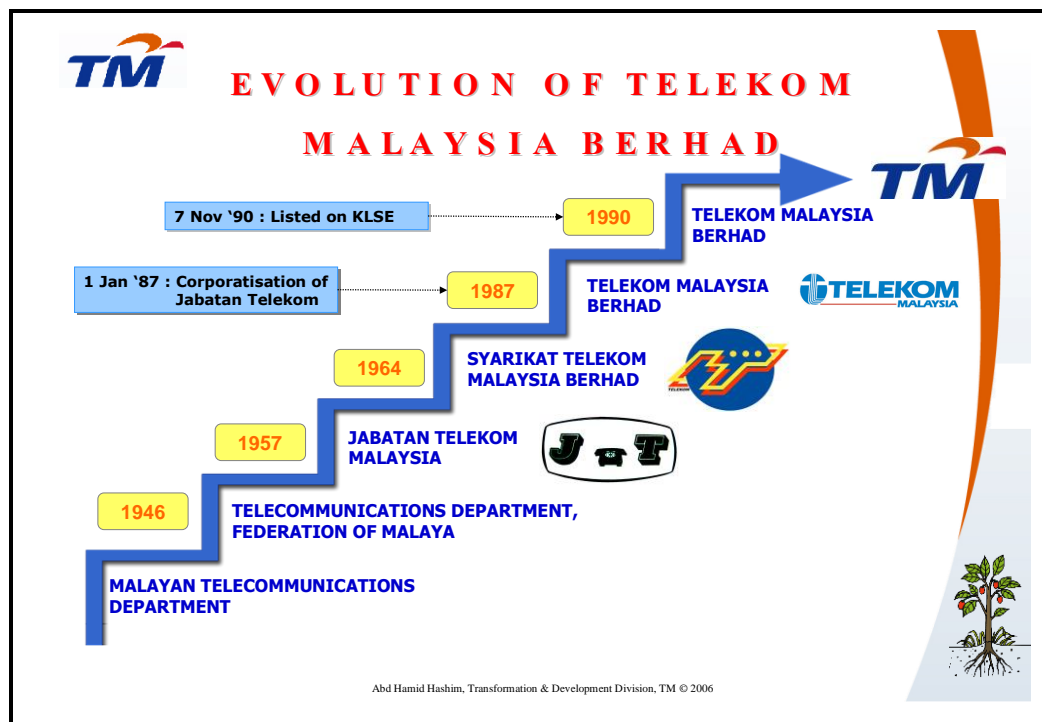 TM
EVOLUTION OF TELEKOM
MALAYSIA BERHAD
TM
7 Nov ‘90 : Listed on KLSE
1990
TELEKOM MALAYSIA
BERHAD
1 Jan ‘87 : Corporatisation of
Jabatan Telekom
1987
TELEKOM MALAYSIA
BERHAD
TELEKOM
MALAYSIA
1964
SYARIKAT TELEKOM
MALAYSIA BERHAD
TELEKOM
1957
JABATAN TELEKOM
MALAYSIA
J T
1946
TELECOMMUNICATIONS DEPARTMENT,
FEDERATION OF MALAYA
MALAYAN TELECOMMUNICATIONS
DEPARTMENT
Abd Hamid Hashim, Transformation & Development Division, TM © 2006